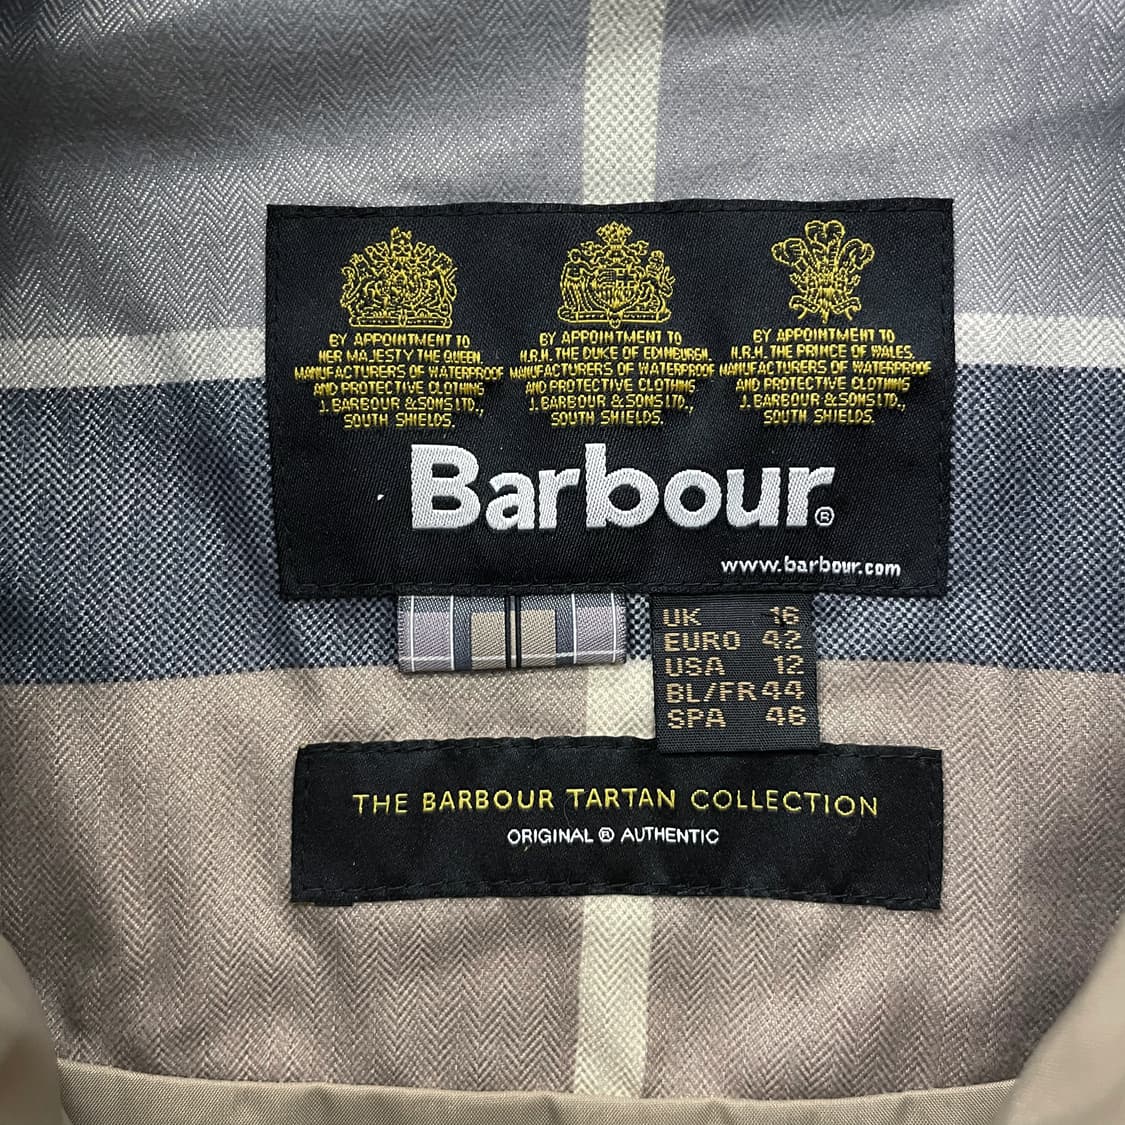 BY APPOINTMENT TO
HER MAJESTY THE QUEEN,
MANUFACTURERS OF WATERPROOF
AND PROTECTIVE CLOTHING
J. BARBOUR & SONS LTD.,
SOUTH SHIELDS.
BY APPOINTMENT TO
H.R.H. THE DUKE OF EDINBURGH,
MANUFACTURERS OF WATERPROOF
AND PROTECTIVE CLOTHING
J. BARBOUR & SONS LTD.,
SOUTH SHIELDS.
BY APPOINTMENT TO
H.R.H. THE PRINCE OF WALES,
MANUFACTURERS OF WATERPROOF
AND PROTECTIVE CLOTHING
J. BARBOUR & SONS LTD.,
SOUTH SHIELDS.
Barbour®
www.barbour.com
UK 16
EURO 42
USA 12
BL/FR 44
SPA 46
THE BARBOUR TARTAN COLLECTION
ORIGINAL ® AUTHENTIC